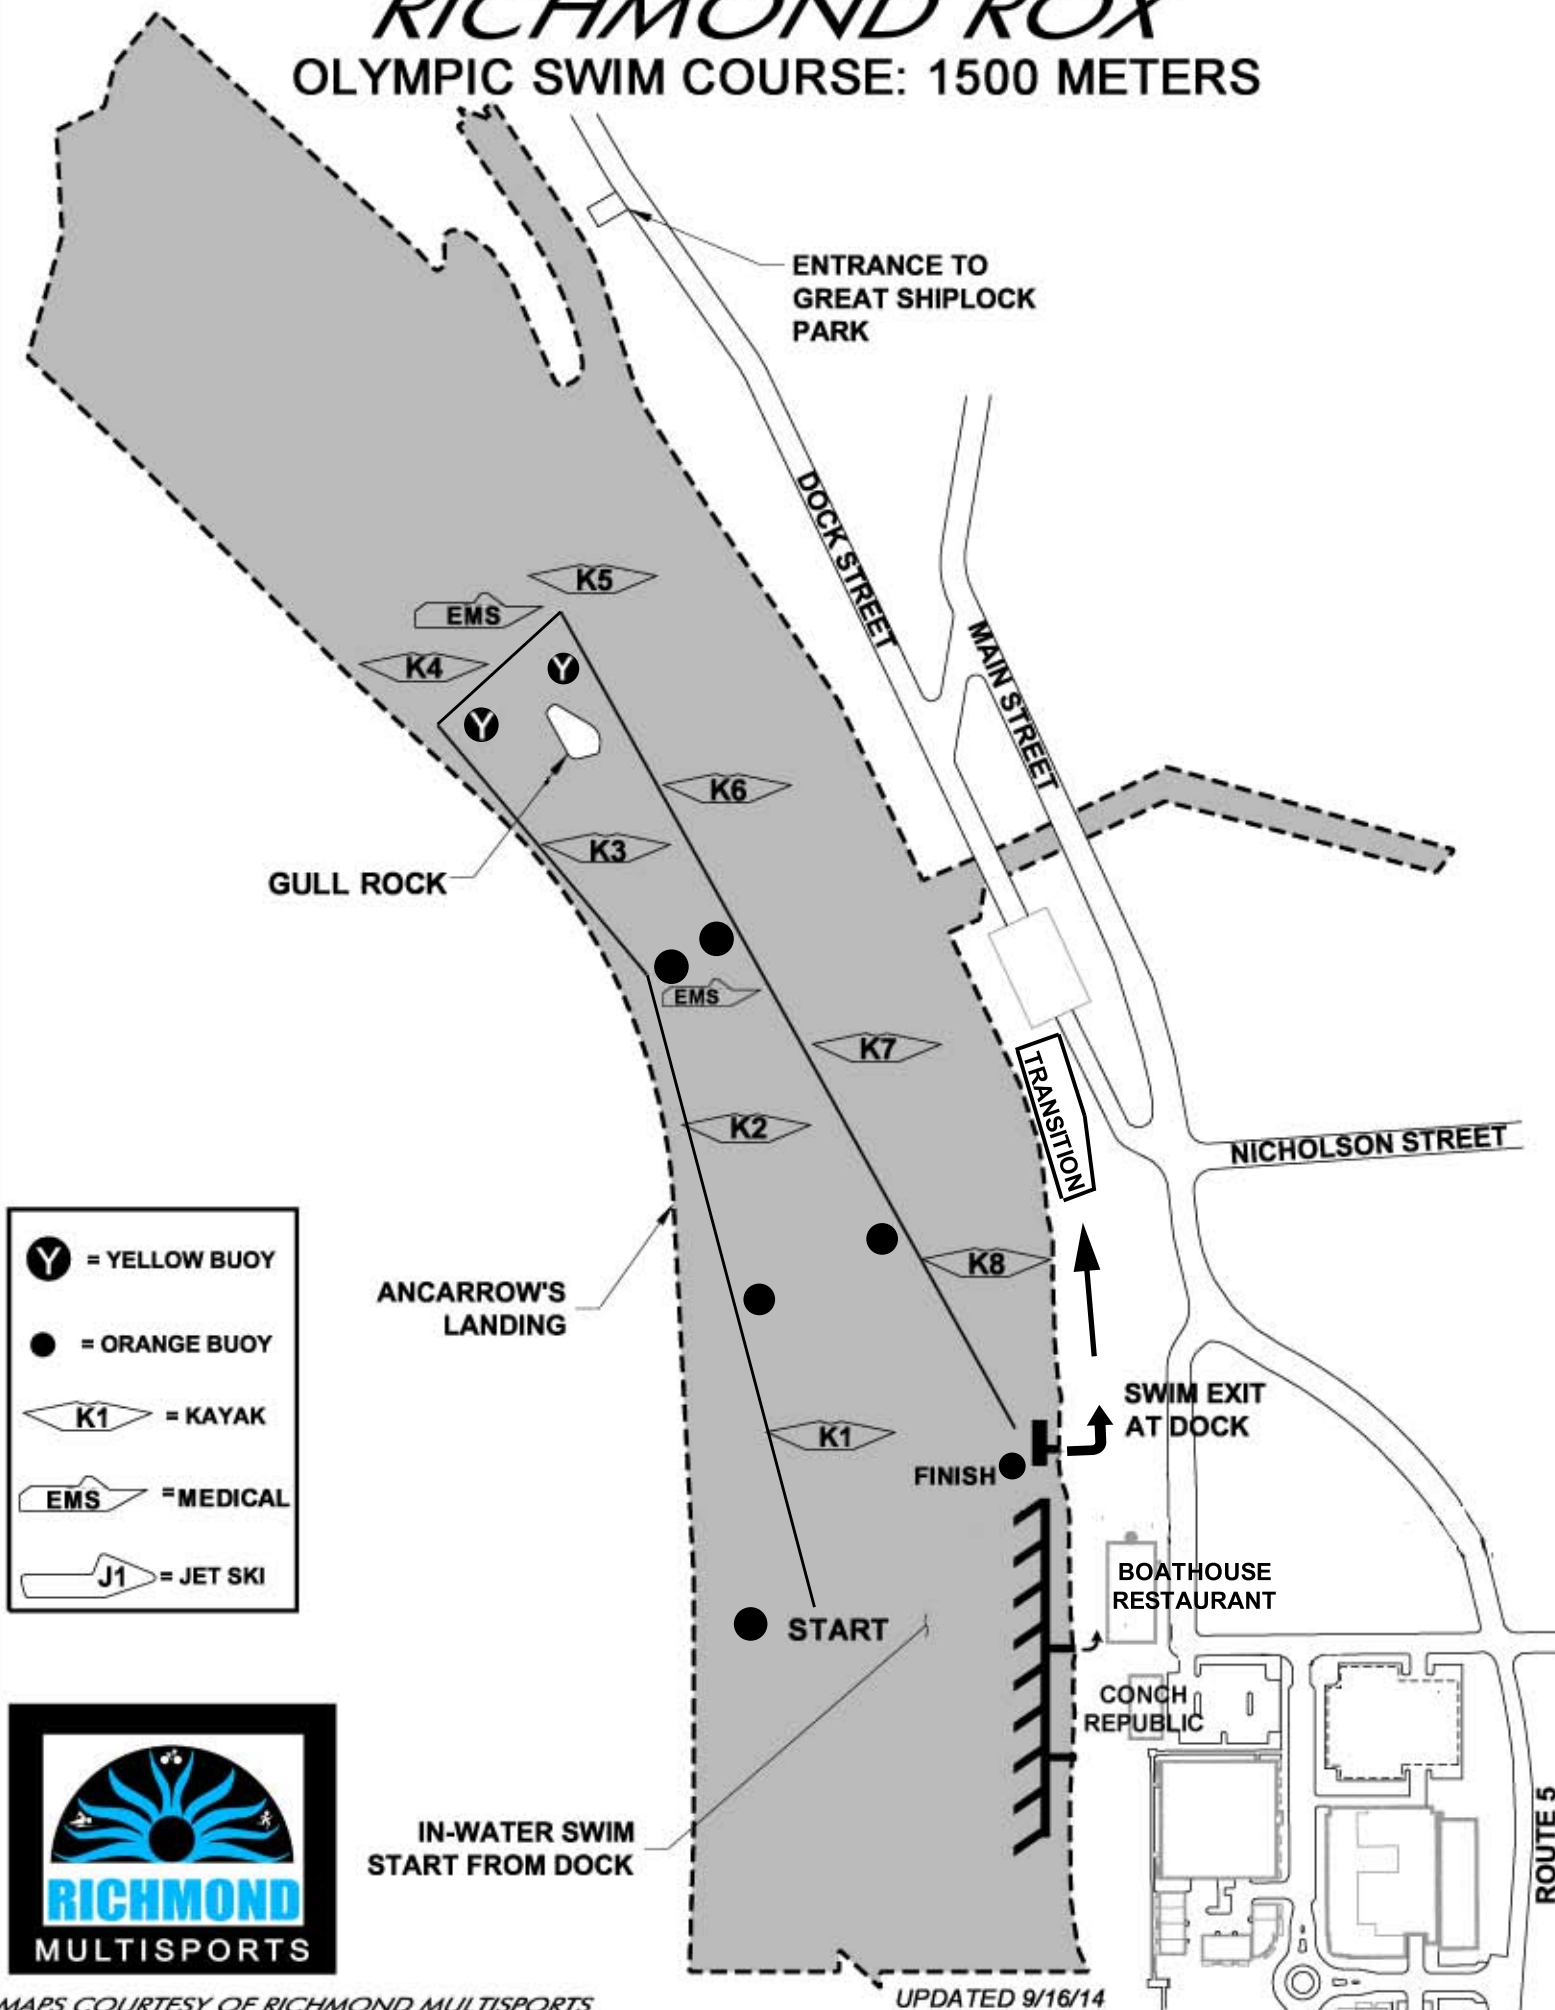 RICHMOND ROX
OLYMPIC SWIM COURSE: 1500 METERS
ENTRANCE TO
GREAT SHIPLOCK
PARK
DOCK STREET
MAIN STREET
K5
EMS
K4
Y
Y
K6
K3
GULL ROCK
EMS
K7
TRANSITION
K2
NICHOLSON STREET
K8
ANCARROW'S
LANDING
Y = YELLOW BUOY
= ORANGE BUOY
K1 = KAYAK
EMS = MEDICAL
J1 = JET SKI
SWIM EXIT
AT DOCK
K1
FINISH
BOATHOUSE
RESTAURANT
START
CONCH
REPUBLIC
IN-WATER SWIM
START FROM DOCK
ROUTE 5
RICHMOND
MULTISPORTS
MAPS COURTESY OF RICHMOND MULTISPORTS
UPDATED 9/16/14